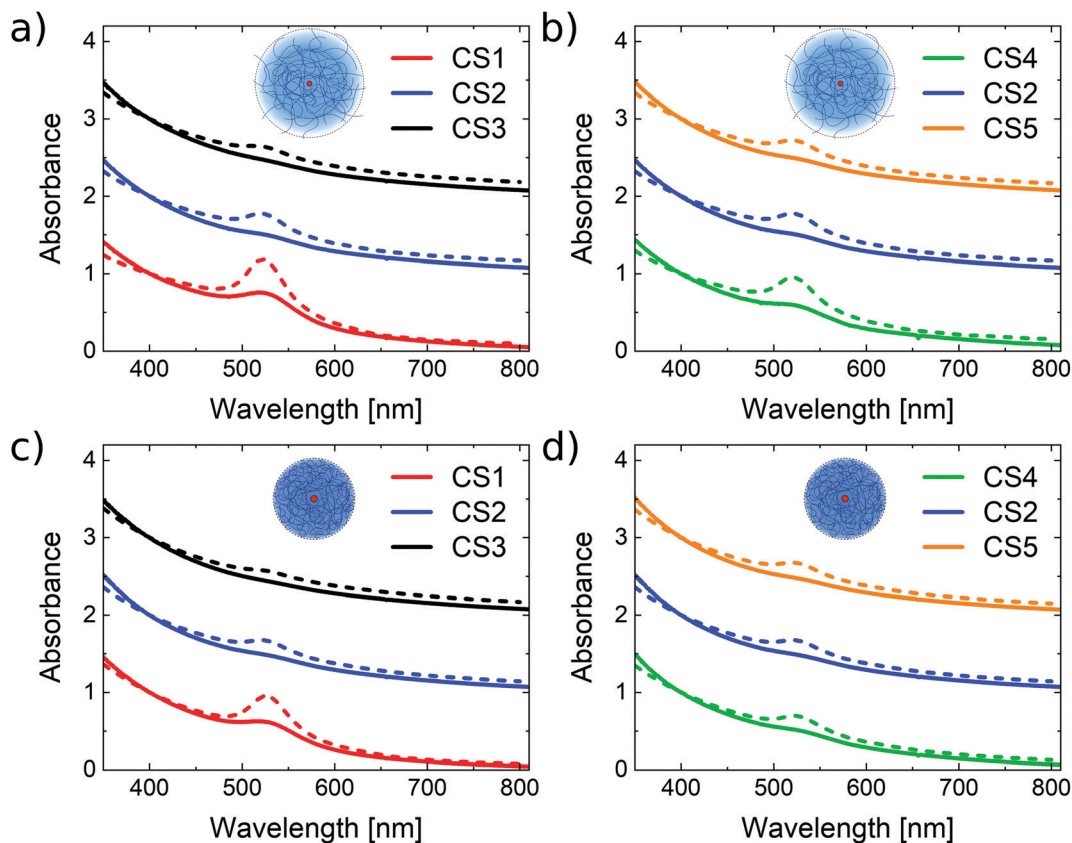 a)
4
3
2
1
0
Absorbance
CS1
CS2
CS3
400 500 600 700 800
Wavelength [nm]
b)
4
3
2
1
0
Absorbance
CS4
CS2
CS5
400 500 600 700 800
Wavelength [nm]
c)
4
3
2
1
0
Absorbance
CS1
CS2
CS3
400 500 600 700 800
Wavelength [nm]
d)
4
3
2
1
0
Absorbance
CS4
CS2
CS5
400 500 600 700 800
Wavelength [nm]